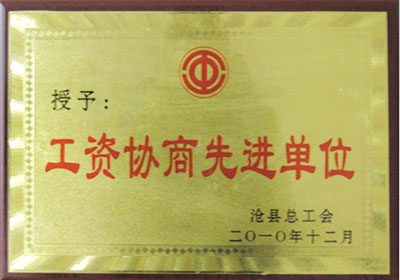 授予：
工资协商先进单位
沧县总工会
二〇一〇年十二月